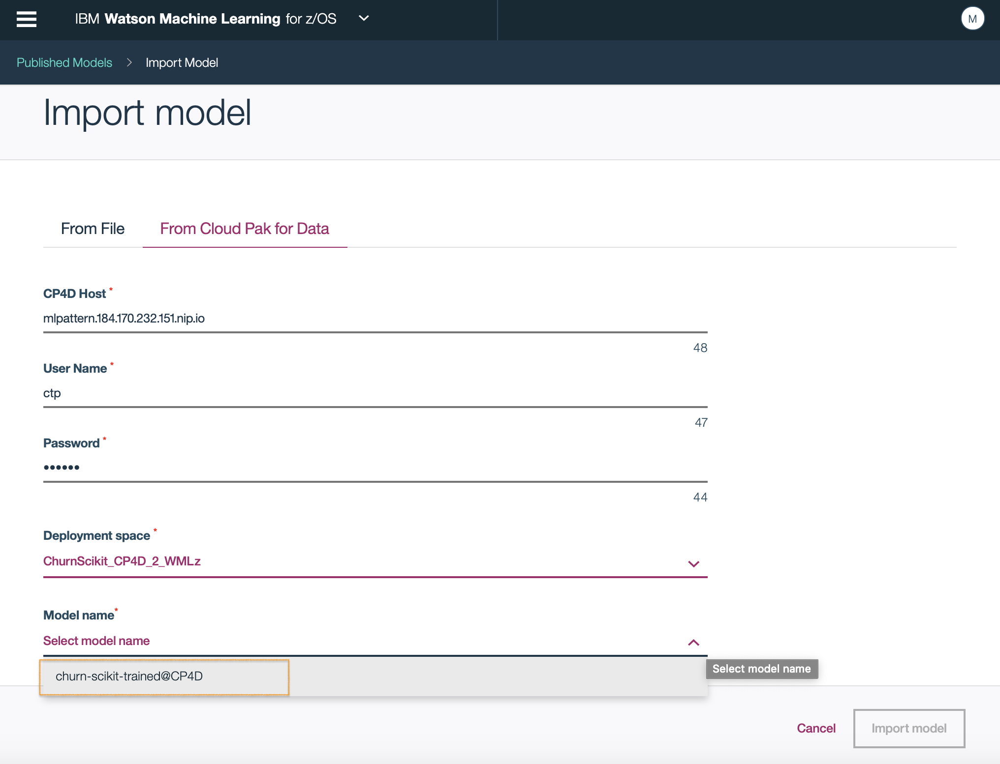 IBM Watson Machine Learning for z/OS
M
Published Models > Import Model
Import model
From File From Cloud Pak for Data
CP4D Host *
mlpattern.184.170.232.151.nip.io
48
User Name *
ctp
47
Password *
••••••
44
Deployment space *
ChurnScikit_CP4D_2_WMLz
Model name*
Select model name
churn-scikit-trained@CP4D
Select model name
Cancel Import model